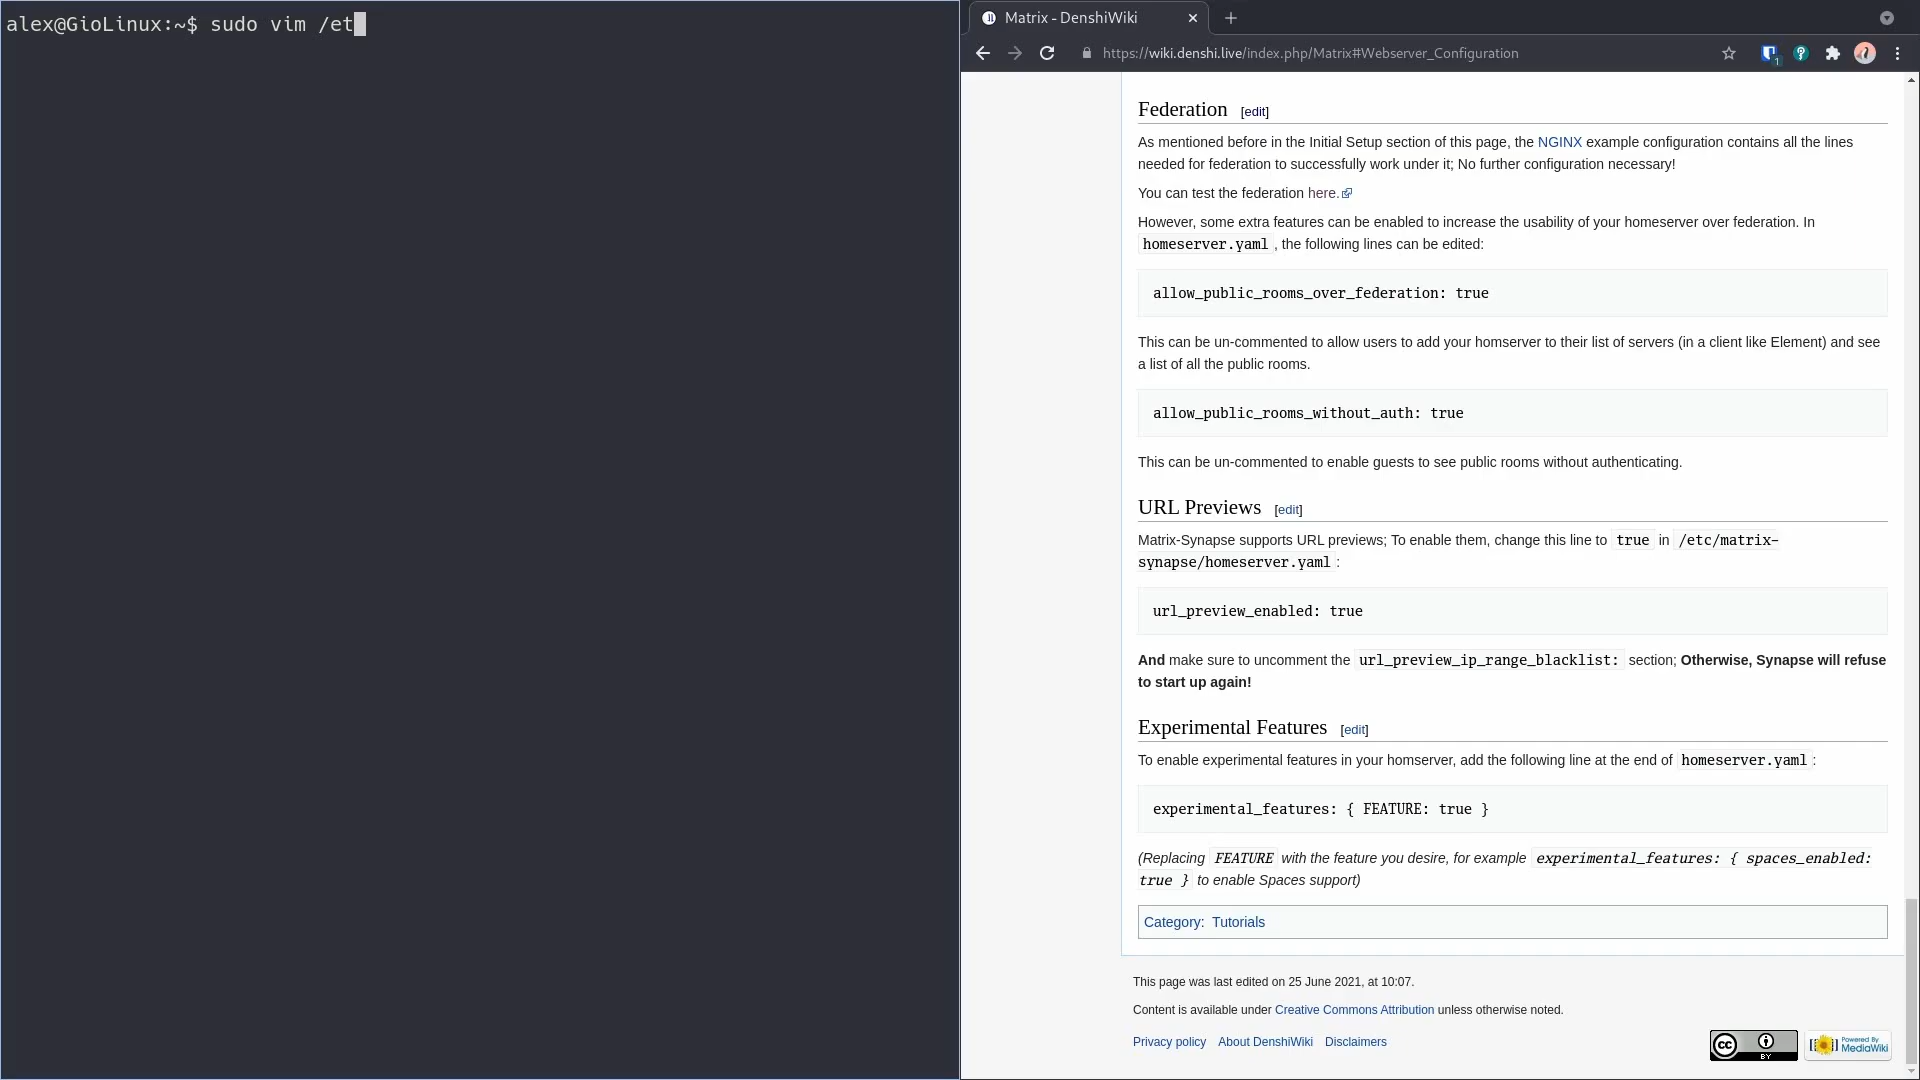 alex@GioLinux:~$ sudo vim /et
Matrix - DenshiWiki
https://wiki.denshi.live/index.php/Matrix#Webserver_Configuration
1
Federation [edit]
As mentioned before in the Initial Setup section of this page, the NGINX example configuration contains all the lines
needed for federation to successfully work under it; No further configuration necessary!
You can test the federation here.
However, some extra features can be enabled to increase the usability of your homeserver over federation. In
homeserver.yaml , the following lines can be edited:
allow_public_rooms_over_federation: true
This can be un-commented to allow users to add your homserver to their list of servers (in a client like Element) and see
a list of all the public rooms.
allow_public_rooms_without_auth: true
This can be un-commented to enable guests to see public rooms without authenticating.
URL Previews [edit]
Matrix-Synapse supports URL previews; To enable them, change this line to true in /etc/matrix-
synapse/homeserver.yaml :
url_preview_enabled: true
And make sure to uncomment the url_preview_ip_range_blacklist: section; Otherwise, Synapse will refuse
to start up again!
Experimental Features [edit]
To enable experimental features in your homserver, add the following line at the end of homeserver.yaml :
experimental_features: { FEATURE: true }
(Replacing FEATURE with the feature you desire, for example experimental_features: { spaces_enabled:
true } to enable Spaces support)
Category: Tutorials
This page was last edited on 25 June 2021, at 10:07.
Content is available under Creative Commons Attribution unless otherwise noted.
Privacy policy About DenshiWiki Disclaimers
cc BY
Powered By
MediaWiki